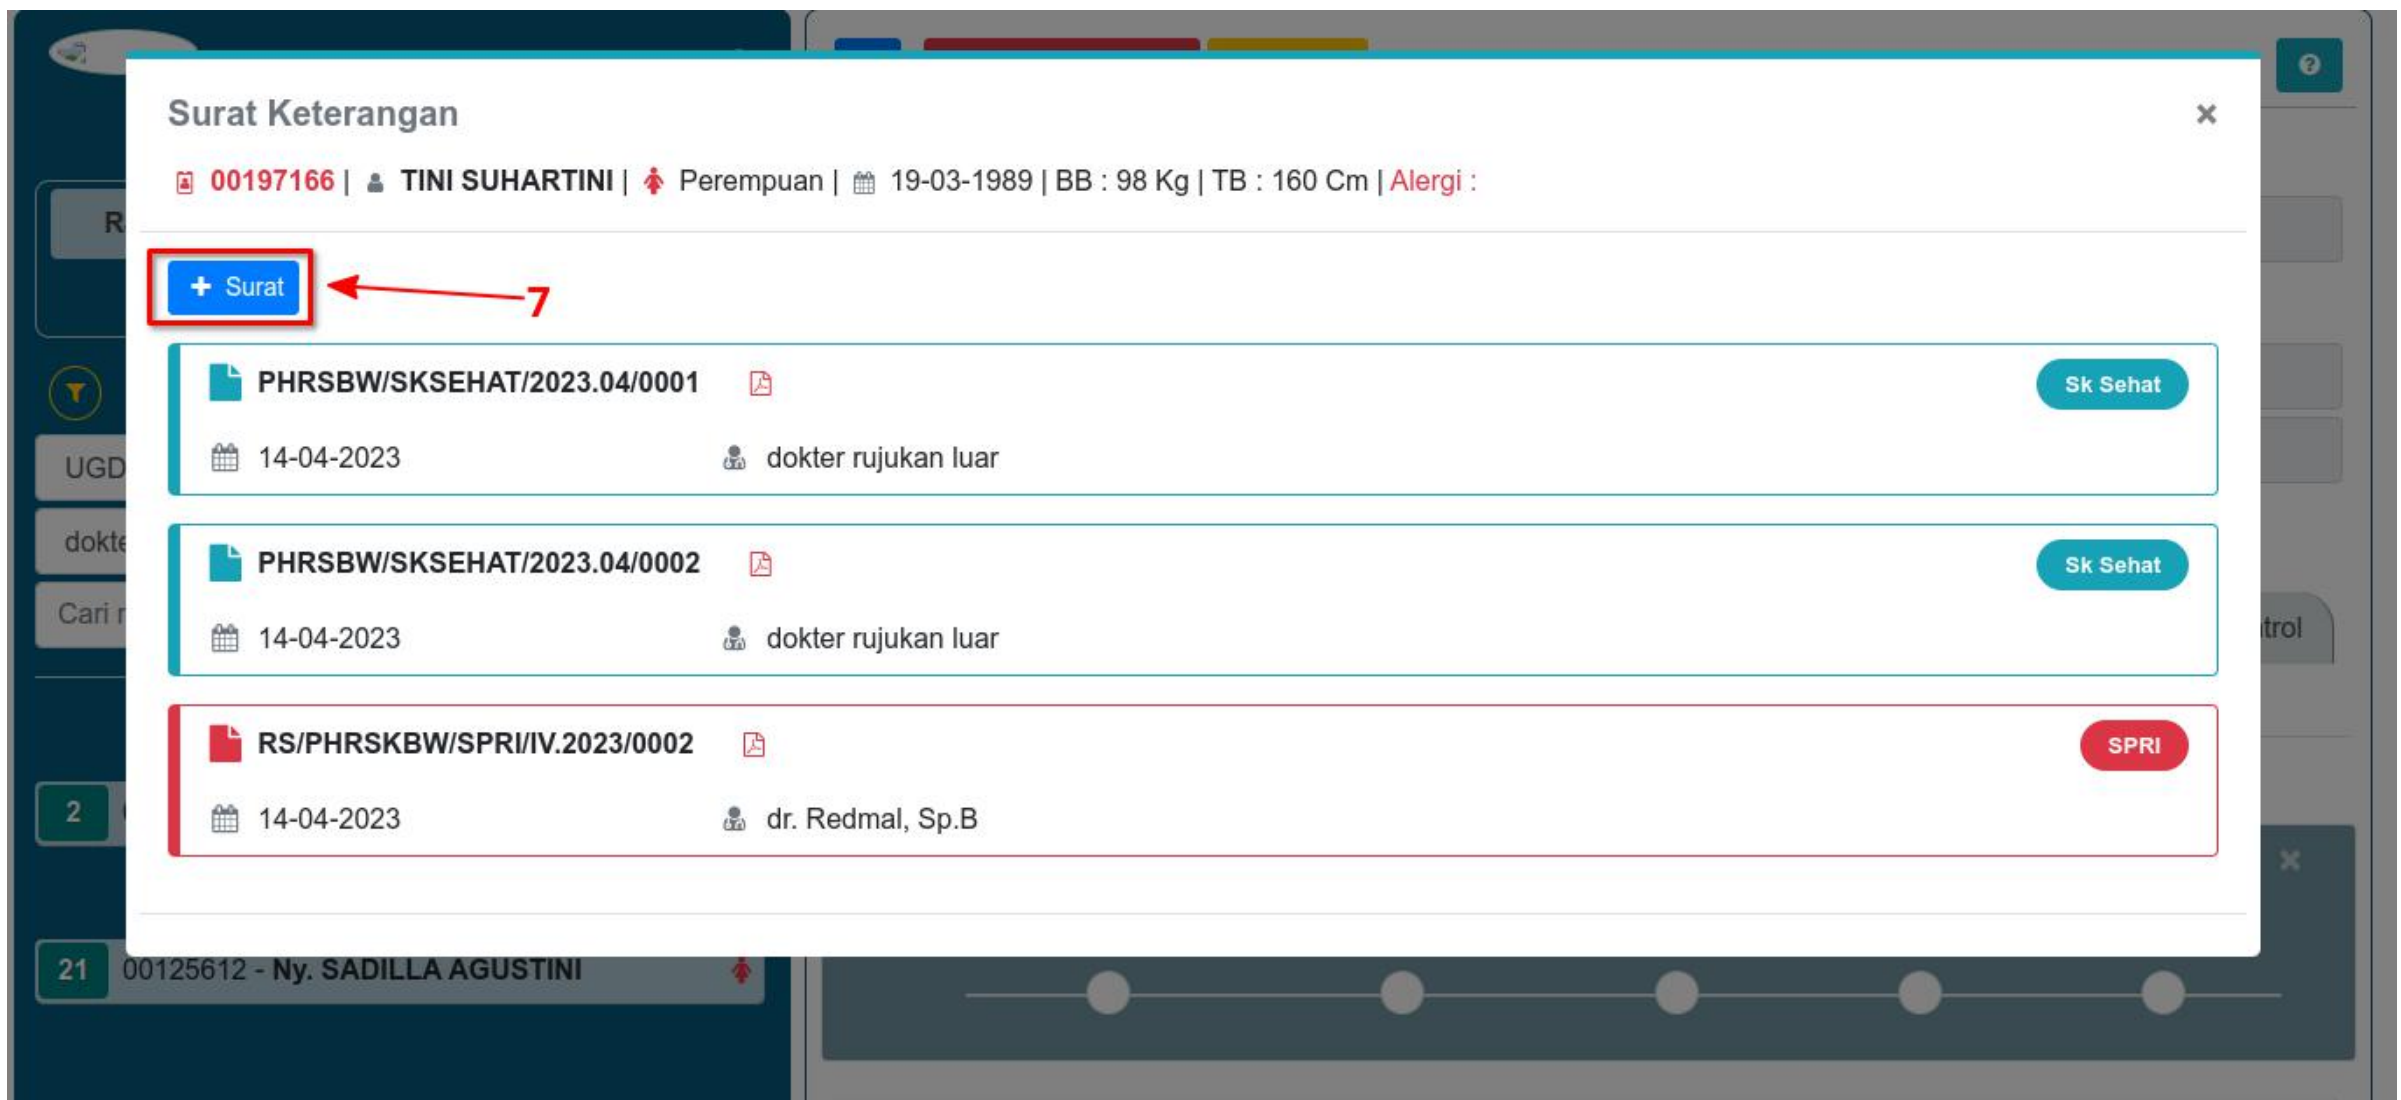 Surat Keterangan
00197166 | TINI SUHARTINI | Perempuan | 19-03-1989 | BB : 98 Kg | TB : 160 Cm | Alergi :
+ Surat
7
PHRSBW/SKSEHAT/2023.04/0001
Sk Sehat
14-04-2023
dokter rujukan luar
UGD
PHRSBW/SKSEHAT/2023.04/0002
Sk Sehat
dokte
Cari
14-04-2023
dokter rujukan luar
trol
RS/PHRSKBW/SPRI/IV.2023/0002
SPRI
2
14-04-2023
dr. Redmal, Sp.B
21 00125612 - Ny. SADILLA AGUSTINI